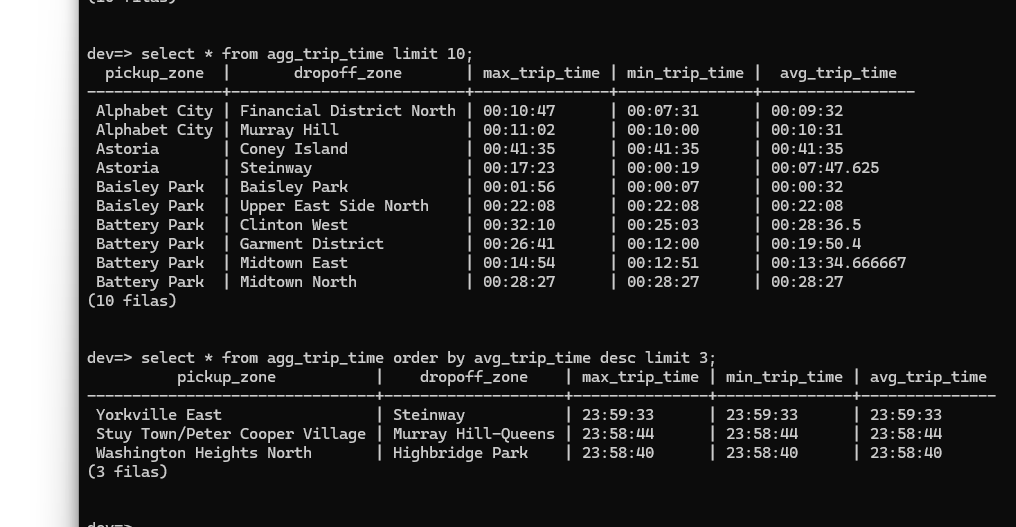 (10 filas)
dev=> select * from agg_trip_time limit 10;
pickup_zone | dropoff_zone | max_trip_time | min_trip_time | avg_trip_time
---------------+--------------------------+---------------+---------------+-----------------
Alphabet City | Financial District North | 00:10:47 | 00:07:31 | 00:09:32
Alphabet City | Murray Hill | 00:11:02 | 00:10:00 | 00:10:31
Astoria | Coney Island | 00:41:35 | 00:41:35 | 00:41:35
Astoria | Steinway | 00:17:23 | 00:00:19 | 00:07:47.625
Baisley Park | Baisley Park | 00:01:56 | 00:00:07 | 00:00:32
Baisley Park | Upper East Side North | 00:22:08 | 00:22:08 | 00:22:08
Battery Park | Clinton West | 00:32:10 | 00:25:03 | 00:28:36.5
Battery Park | Garment District | 00:26:41 | 00:12:00 | 00:19:50.4
Battery Park | Midtown East | 00:14:54 | 00:12:51 | 00:13:34.666667
Battery Park | Midtown North | 00:28:27 | 00:28:27 | 00:28:27
(10 filas)
dev=> select * from agg_trip_time order by avg_trip_time desc limit 3;
pickup_zone | dropoff_zone | max_trip_time | min_trip_time | avg_trip_time
--------------------------------+--------------------+---------------+---------------+---------------
Yorkville East | Steinway | 23:59:33 | 23:59:33 | 23:59:33
Stuy Town/Peter Cooper Village | Murray Hill-Queens | 23:58:44 | 23:58:44 | 23:58:44
Washington Heights North | Highbridge Park | 23:58:40 | 23:58:40 | 23:58:40
(3 filas)
dev=>